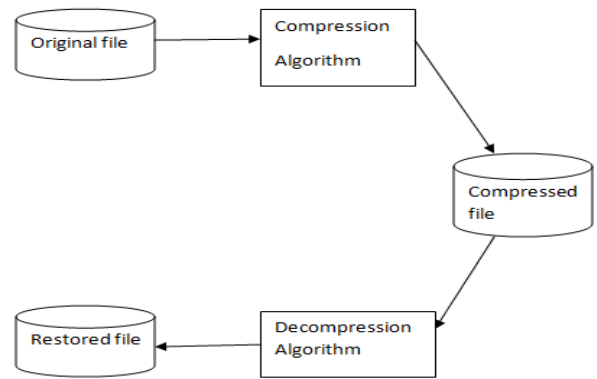 Original file
Compression
Algorithm
Compressed
file
Decompression
Algorithm
Restored file